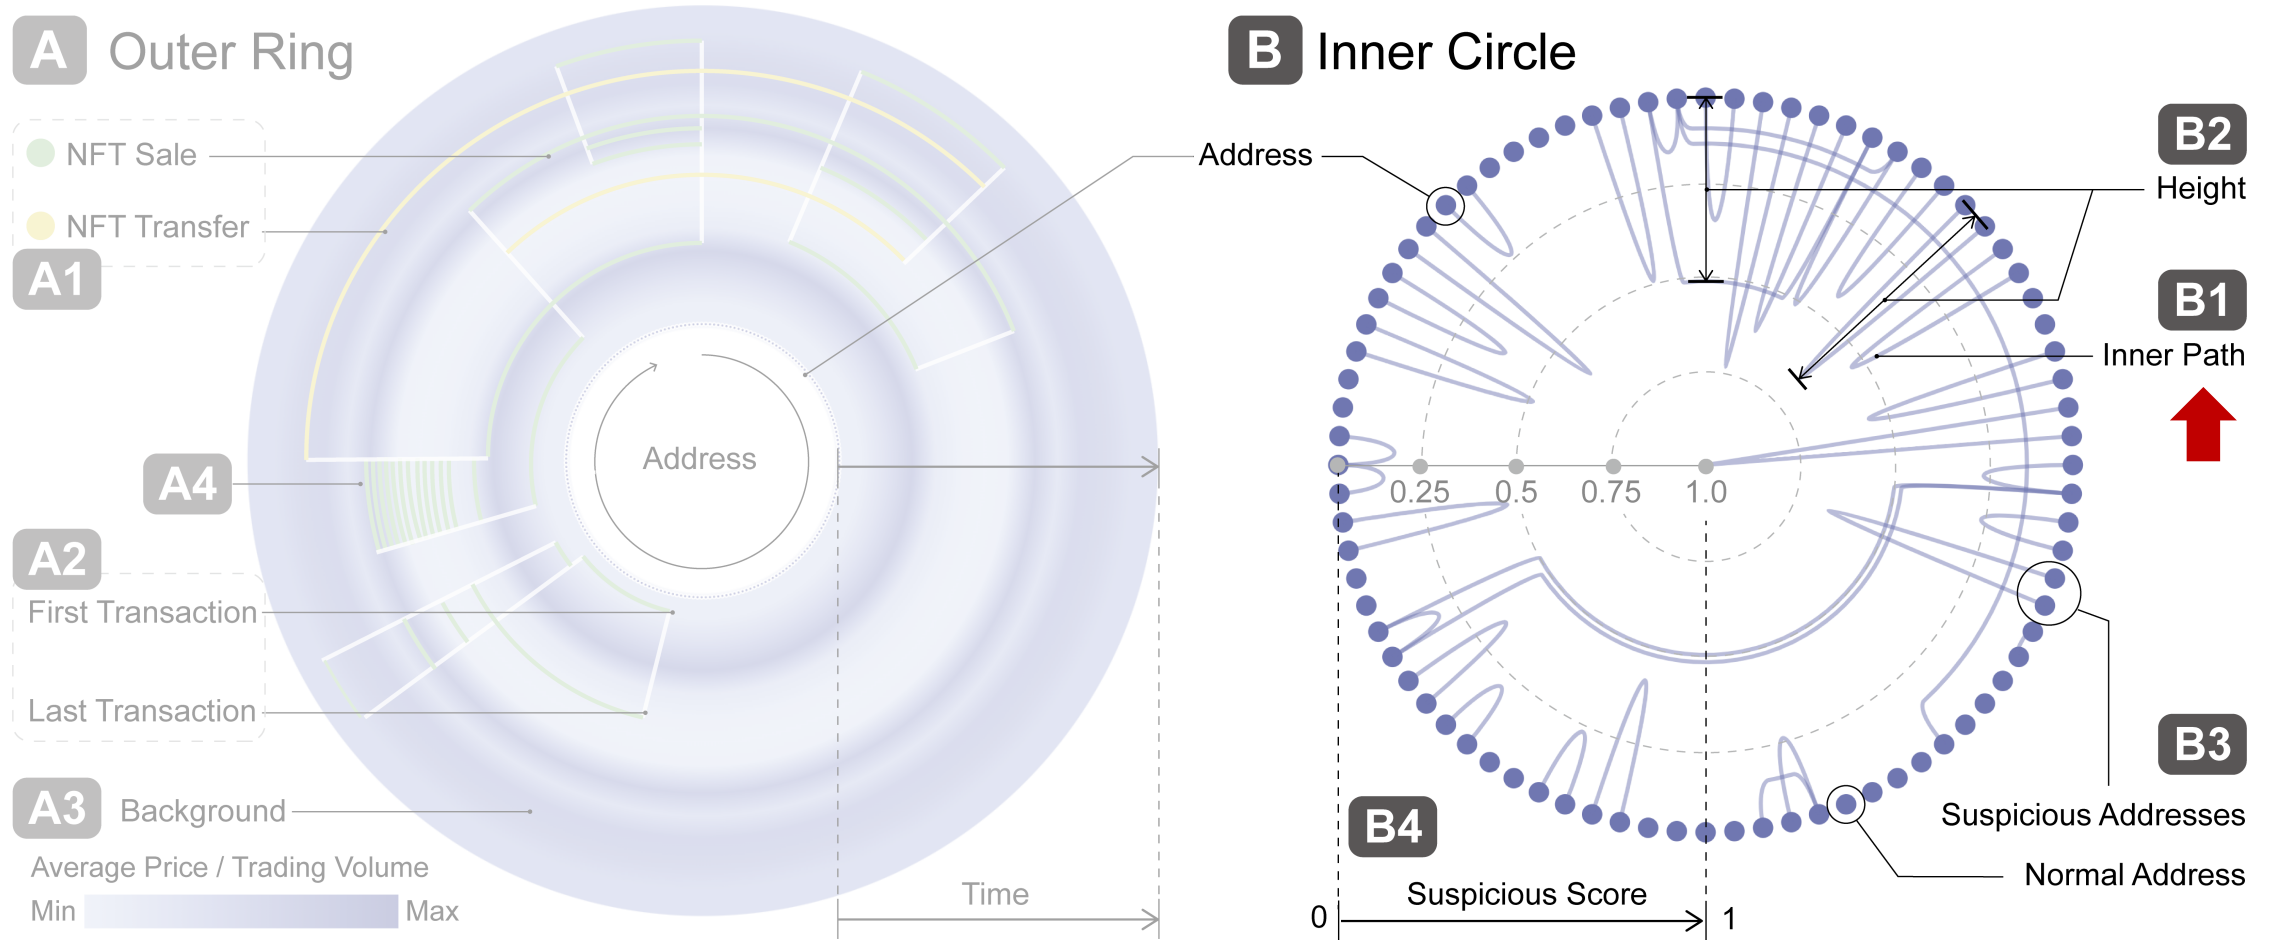 A Outer Ring
NFT Sale
NFT Transfer
A1
A4
A2
First Transaction
Last Transaction
A3 Background
Average Price / Trading Volume
Min Max
Address
Time
B Inner Circle
Address
B2
Height
B1
Inner Path
0.25 0.5 0.75 1.0
B3
Suspicious Addresses
Normal Address
B4
Suspicious Score
0 1